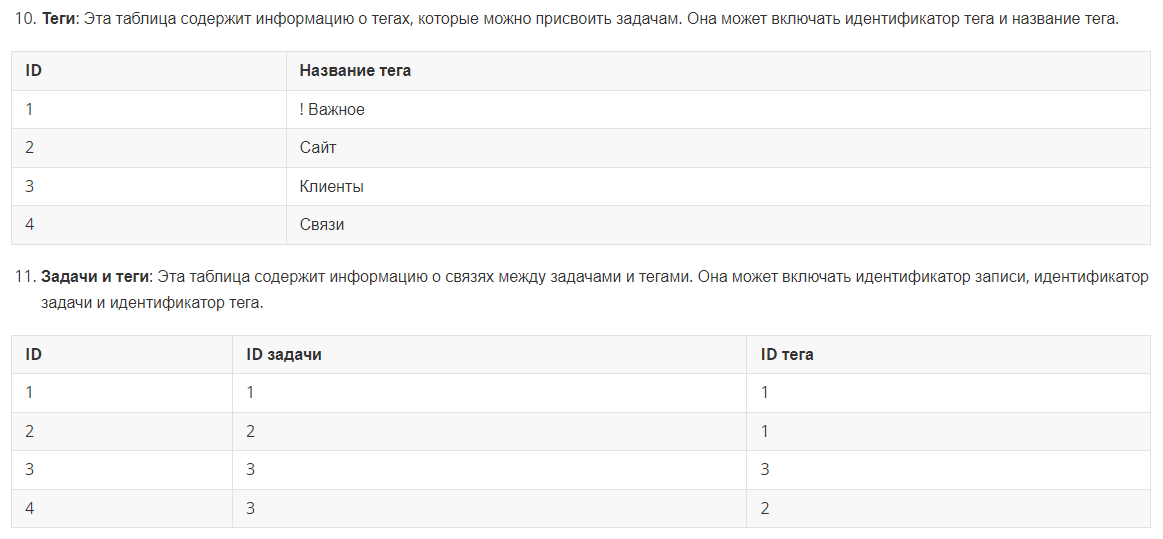 10. Теги: Эта таблица содержит информацию о тегах, которые можно присвоить задачам. Она может включать идентификатор тега и название тега.
ID Название тега
1 ! Важное
2 Сайт
3 Клиенты
4 Связи
11. Задачи и теги: Эта таблица содержит информацию о связях между задачами и тегами. Она может включать идентификатор записи, идентификатор
задачи и идентификатор тега.
ID ID задачи ID тега
1 1 1
2 2 1
3 3 3
4 3 2